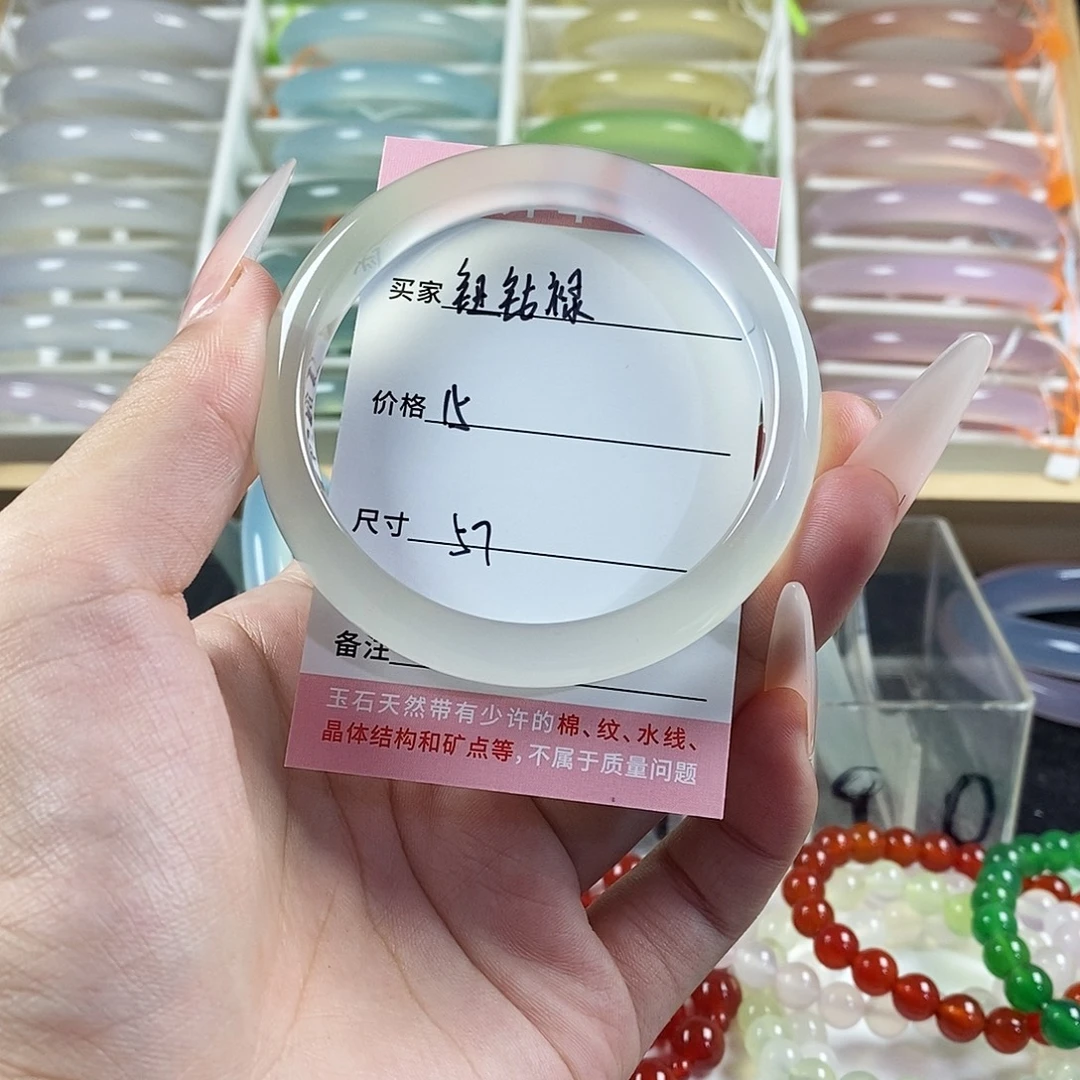 买家 钮钴禄
价格 15
尺寸 57
备注
玉石天然带有少许的棉、纹、水线、
晶体结构和矿点等,不属于质量问题
90